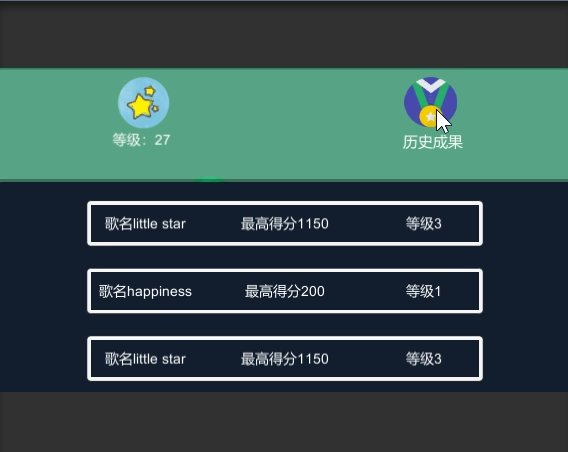 等级：27
历史成果
歌名little star 最高得分1150 等级3
歌名happiness 最高得分200 等级1
歌名little star 最高得分1150 等级3